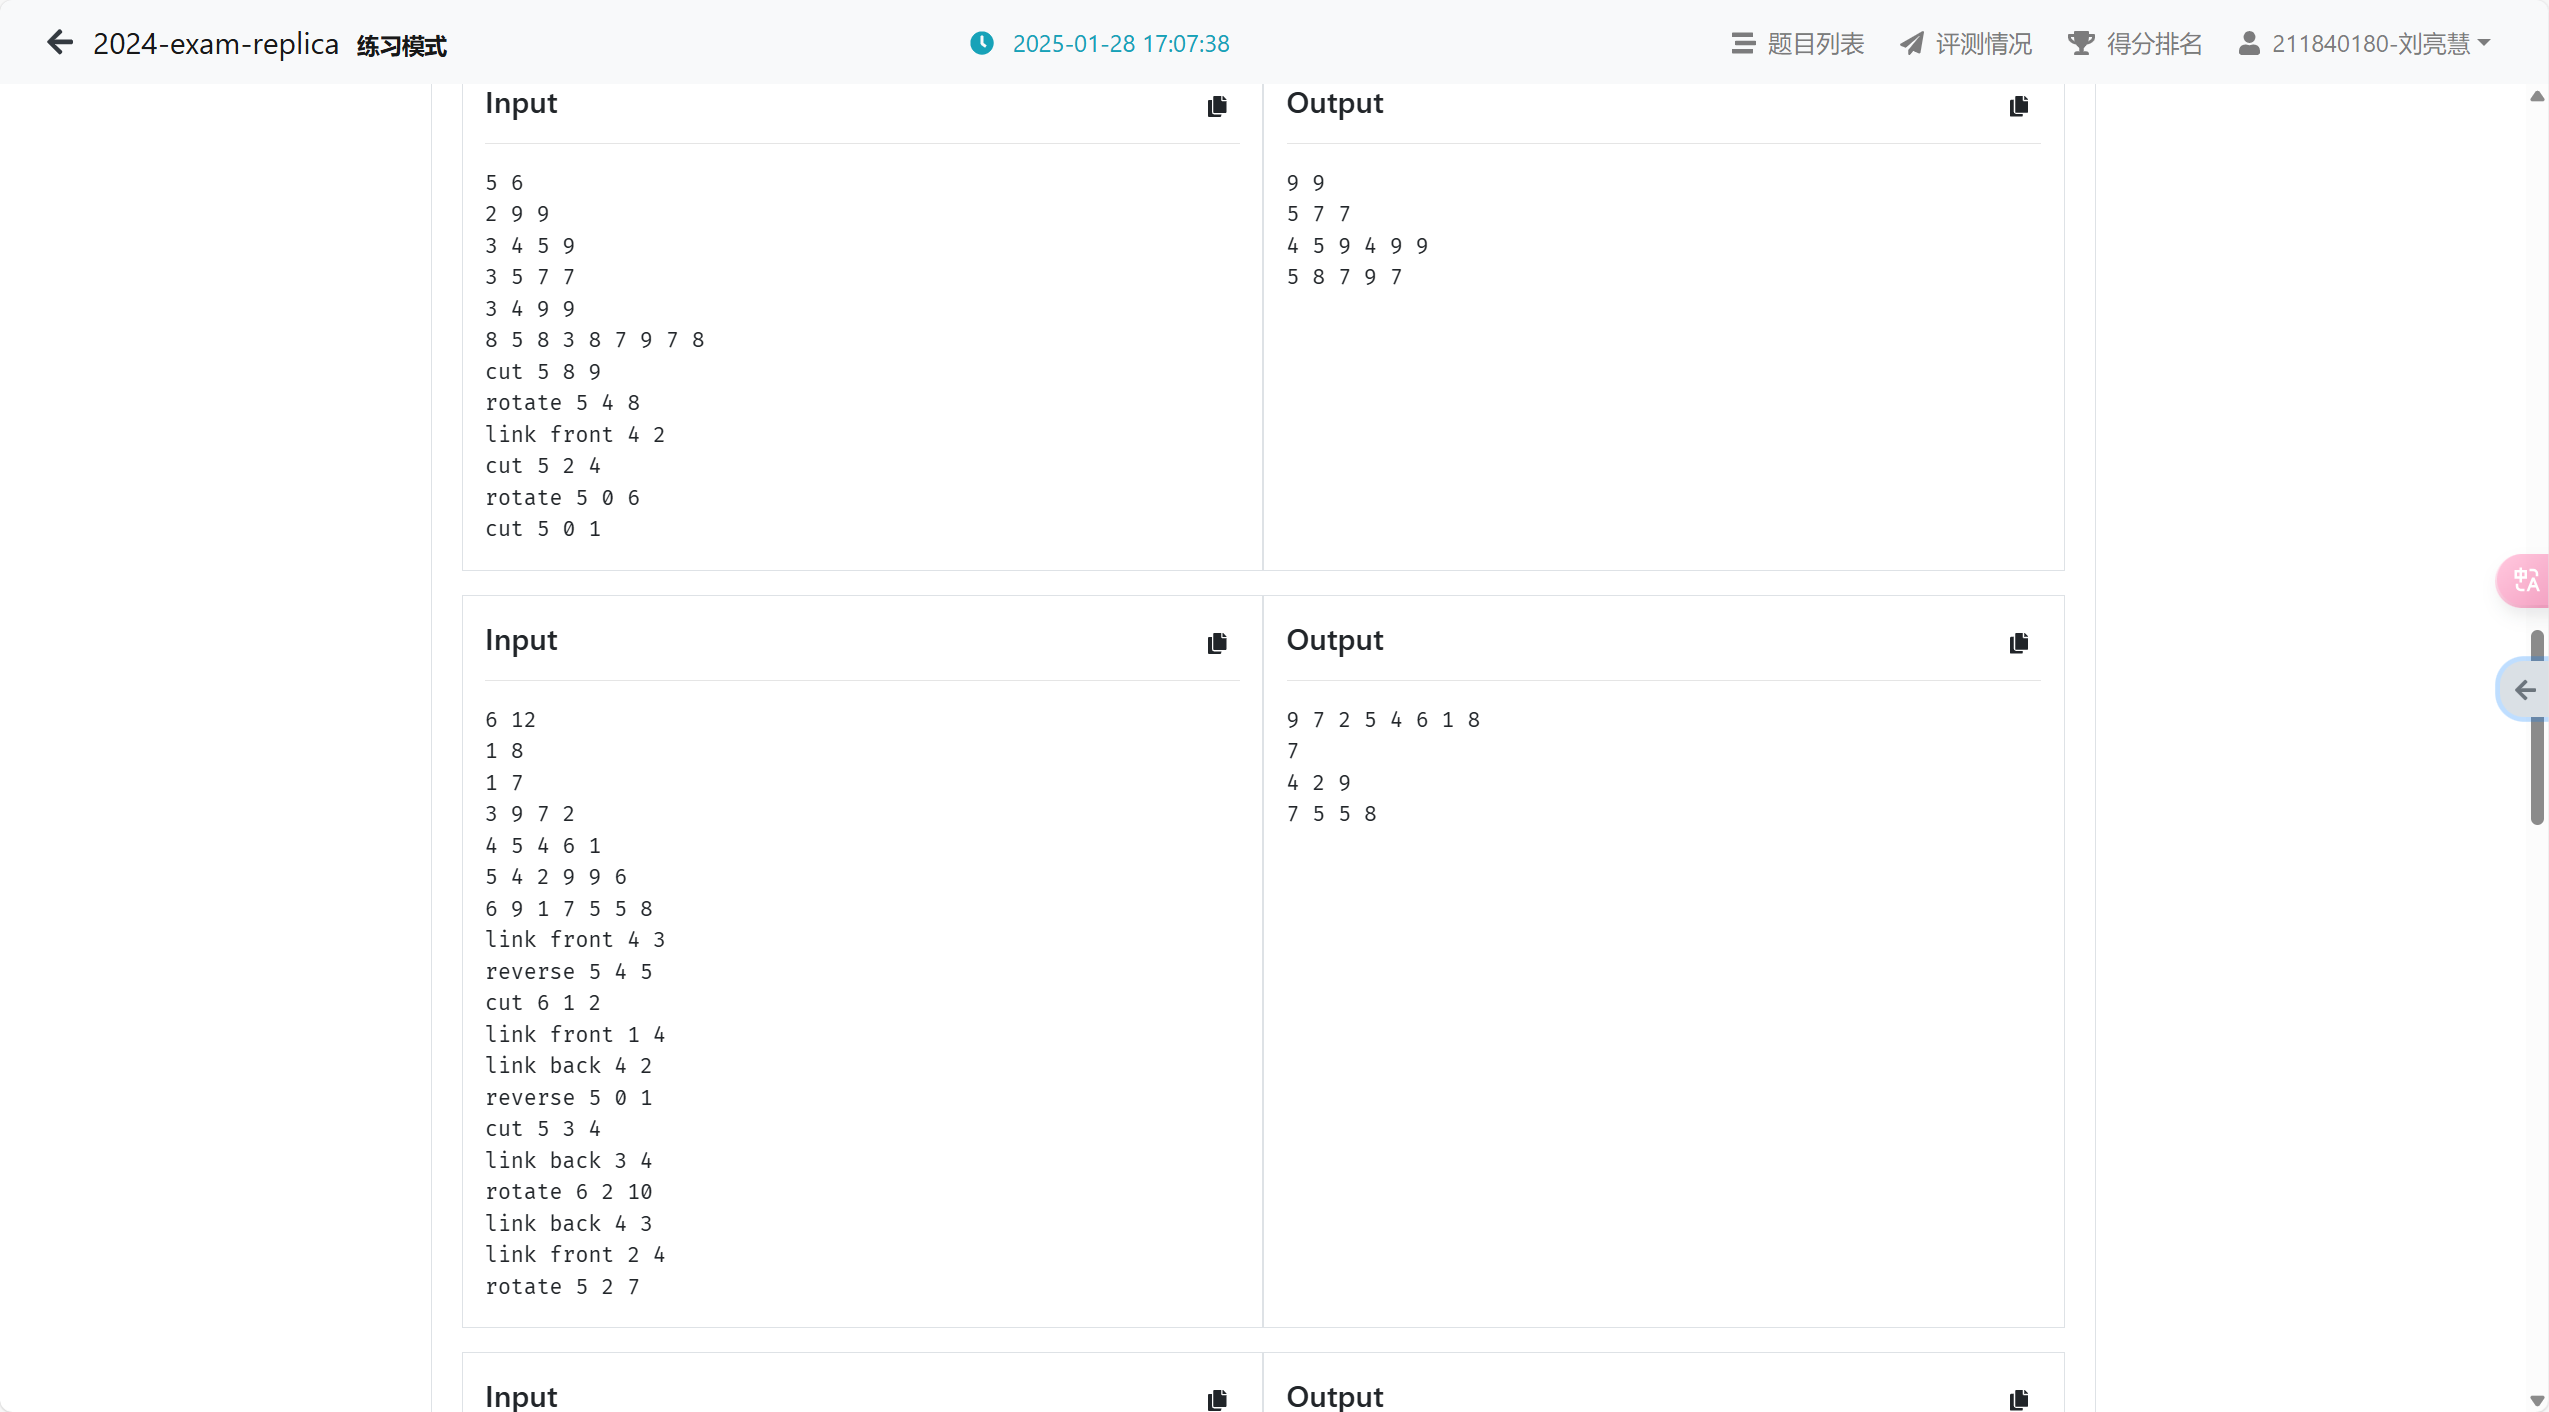 2024-exam-replica 练习模式
2025-01-28 17:07:38
题目列表
评测情况
得分排名
211840180-刘亮慧
Input
5 6
2 9 9
3 4 5 9
3 5 7 7
3 4 9 9
8 5 8 3 8 7 9 7 8
cut 5 8 9
rotate 5 4 8
link front 4 2
cut 5 2 4
rotate 5 0 6
cut 5 0 1
Output
9 9
5 7 7
4 5 9 4 9 9
5 8 7 9 7
Input
6 12
1 8
1 7
3 9 7 2
4 5 4 6 1
5 4 2 9 9 6
6 9 1 7 5 5 8
link front 4 3
reverse 5 4 5
cut 6 1 2
link front 1 4
link back 4 2
reverse 5 0 1
cut 5 3 4
link back 3 4
rotate 6 2 10
link back 4 3
link front 2 4
rotate 5 2 7
Output
9 7 2 5 4 6 1 8
7
4 2 9
7 5 5 8
Input
Output